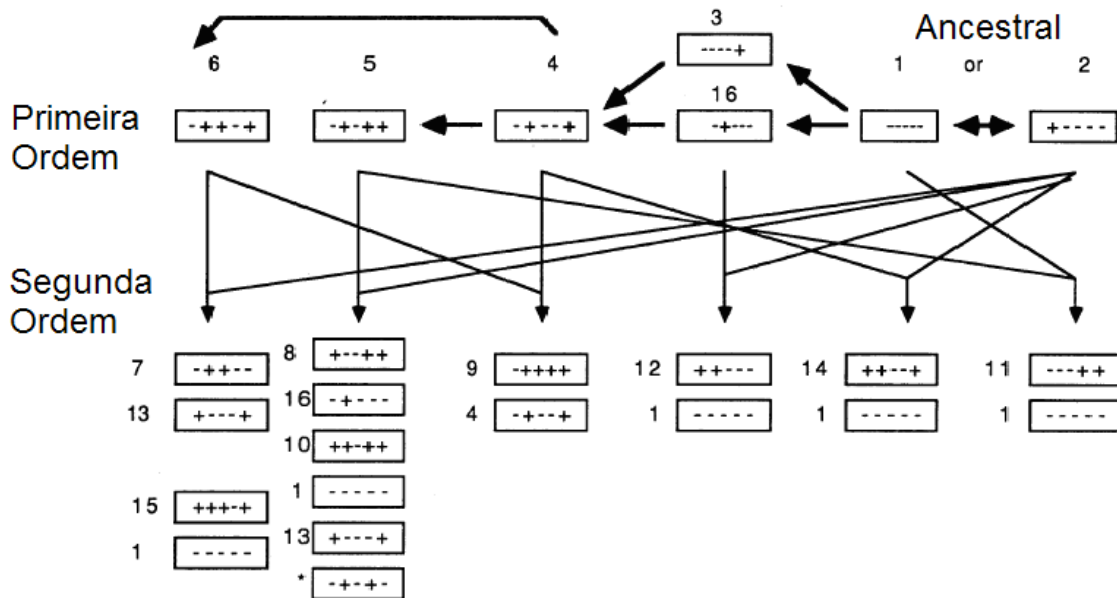 3 Ancestral
6 5 4 1 or 2
----+
16
Primeira
Ordem
-++-+ -+-++ -+--+ -+--- ----- +----
Segunda
Ordem
7 -++-- 8 +--++ 9 -++++ 12 ++--- 14 ++--+ 11 ---++
13 +---+ 16 -+--- 4 -+--+ 1 ----- 1 ----- 1 -----
10 ++-++
15 +++-+ 1 -----
1 ----- 13 +---+
* -+-+-